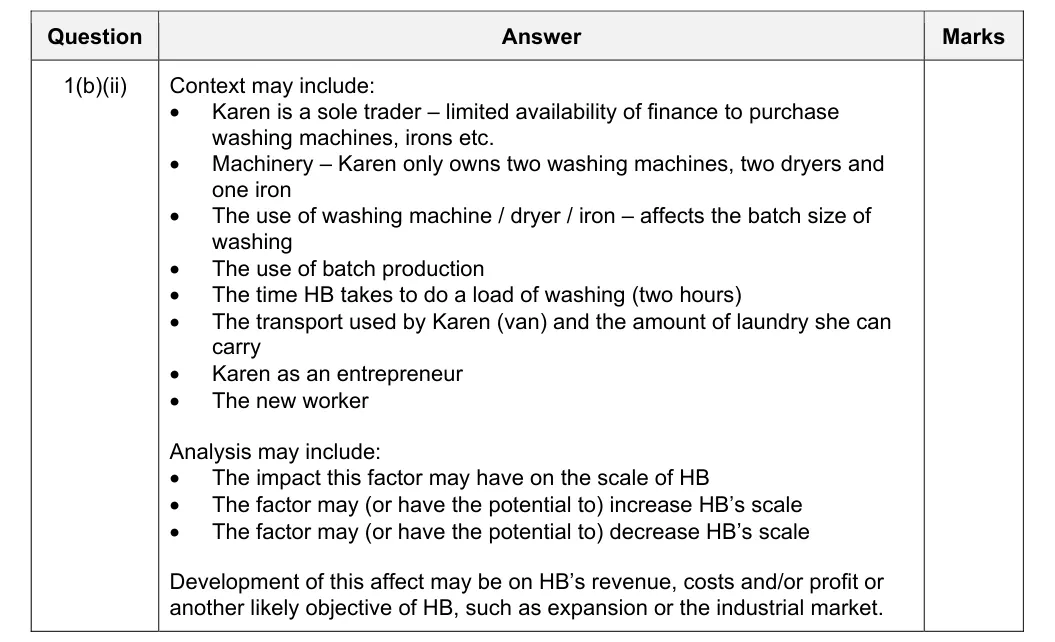 Question Answer Marks
1(b)(ii) Context may include:
• Karen is a sole trader – limited availability of finance to purchase
washing machines, irons etc.
• Machinery – Karen only owns two washing machines, two dryers and
one iron
• The use of washing machine / dryer / iron – affects the batch size of
washing
• The use of batch production
• The time HB takes to do a load of washing (two hours)
• The transport used by Karen (van) and the amount of laundry she can
carry
• Karen as an entrepreneur
• The new worker
Analysis may include:
• The impact this factor may have on the scale of HB
• The factor may (or have the potential to) increase HB’s scale
• The factor may (or have the potential to) decrease HB’s scale
Development of this affect may be on HB’s revenue, costs and/or profit or
another likely objective of HB, such as expansion or the industrial market.